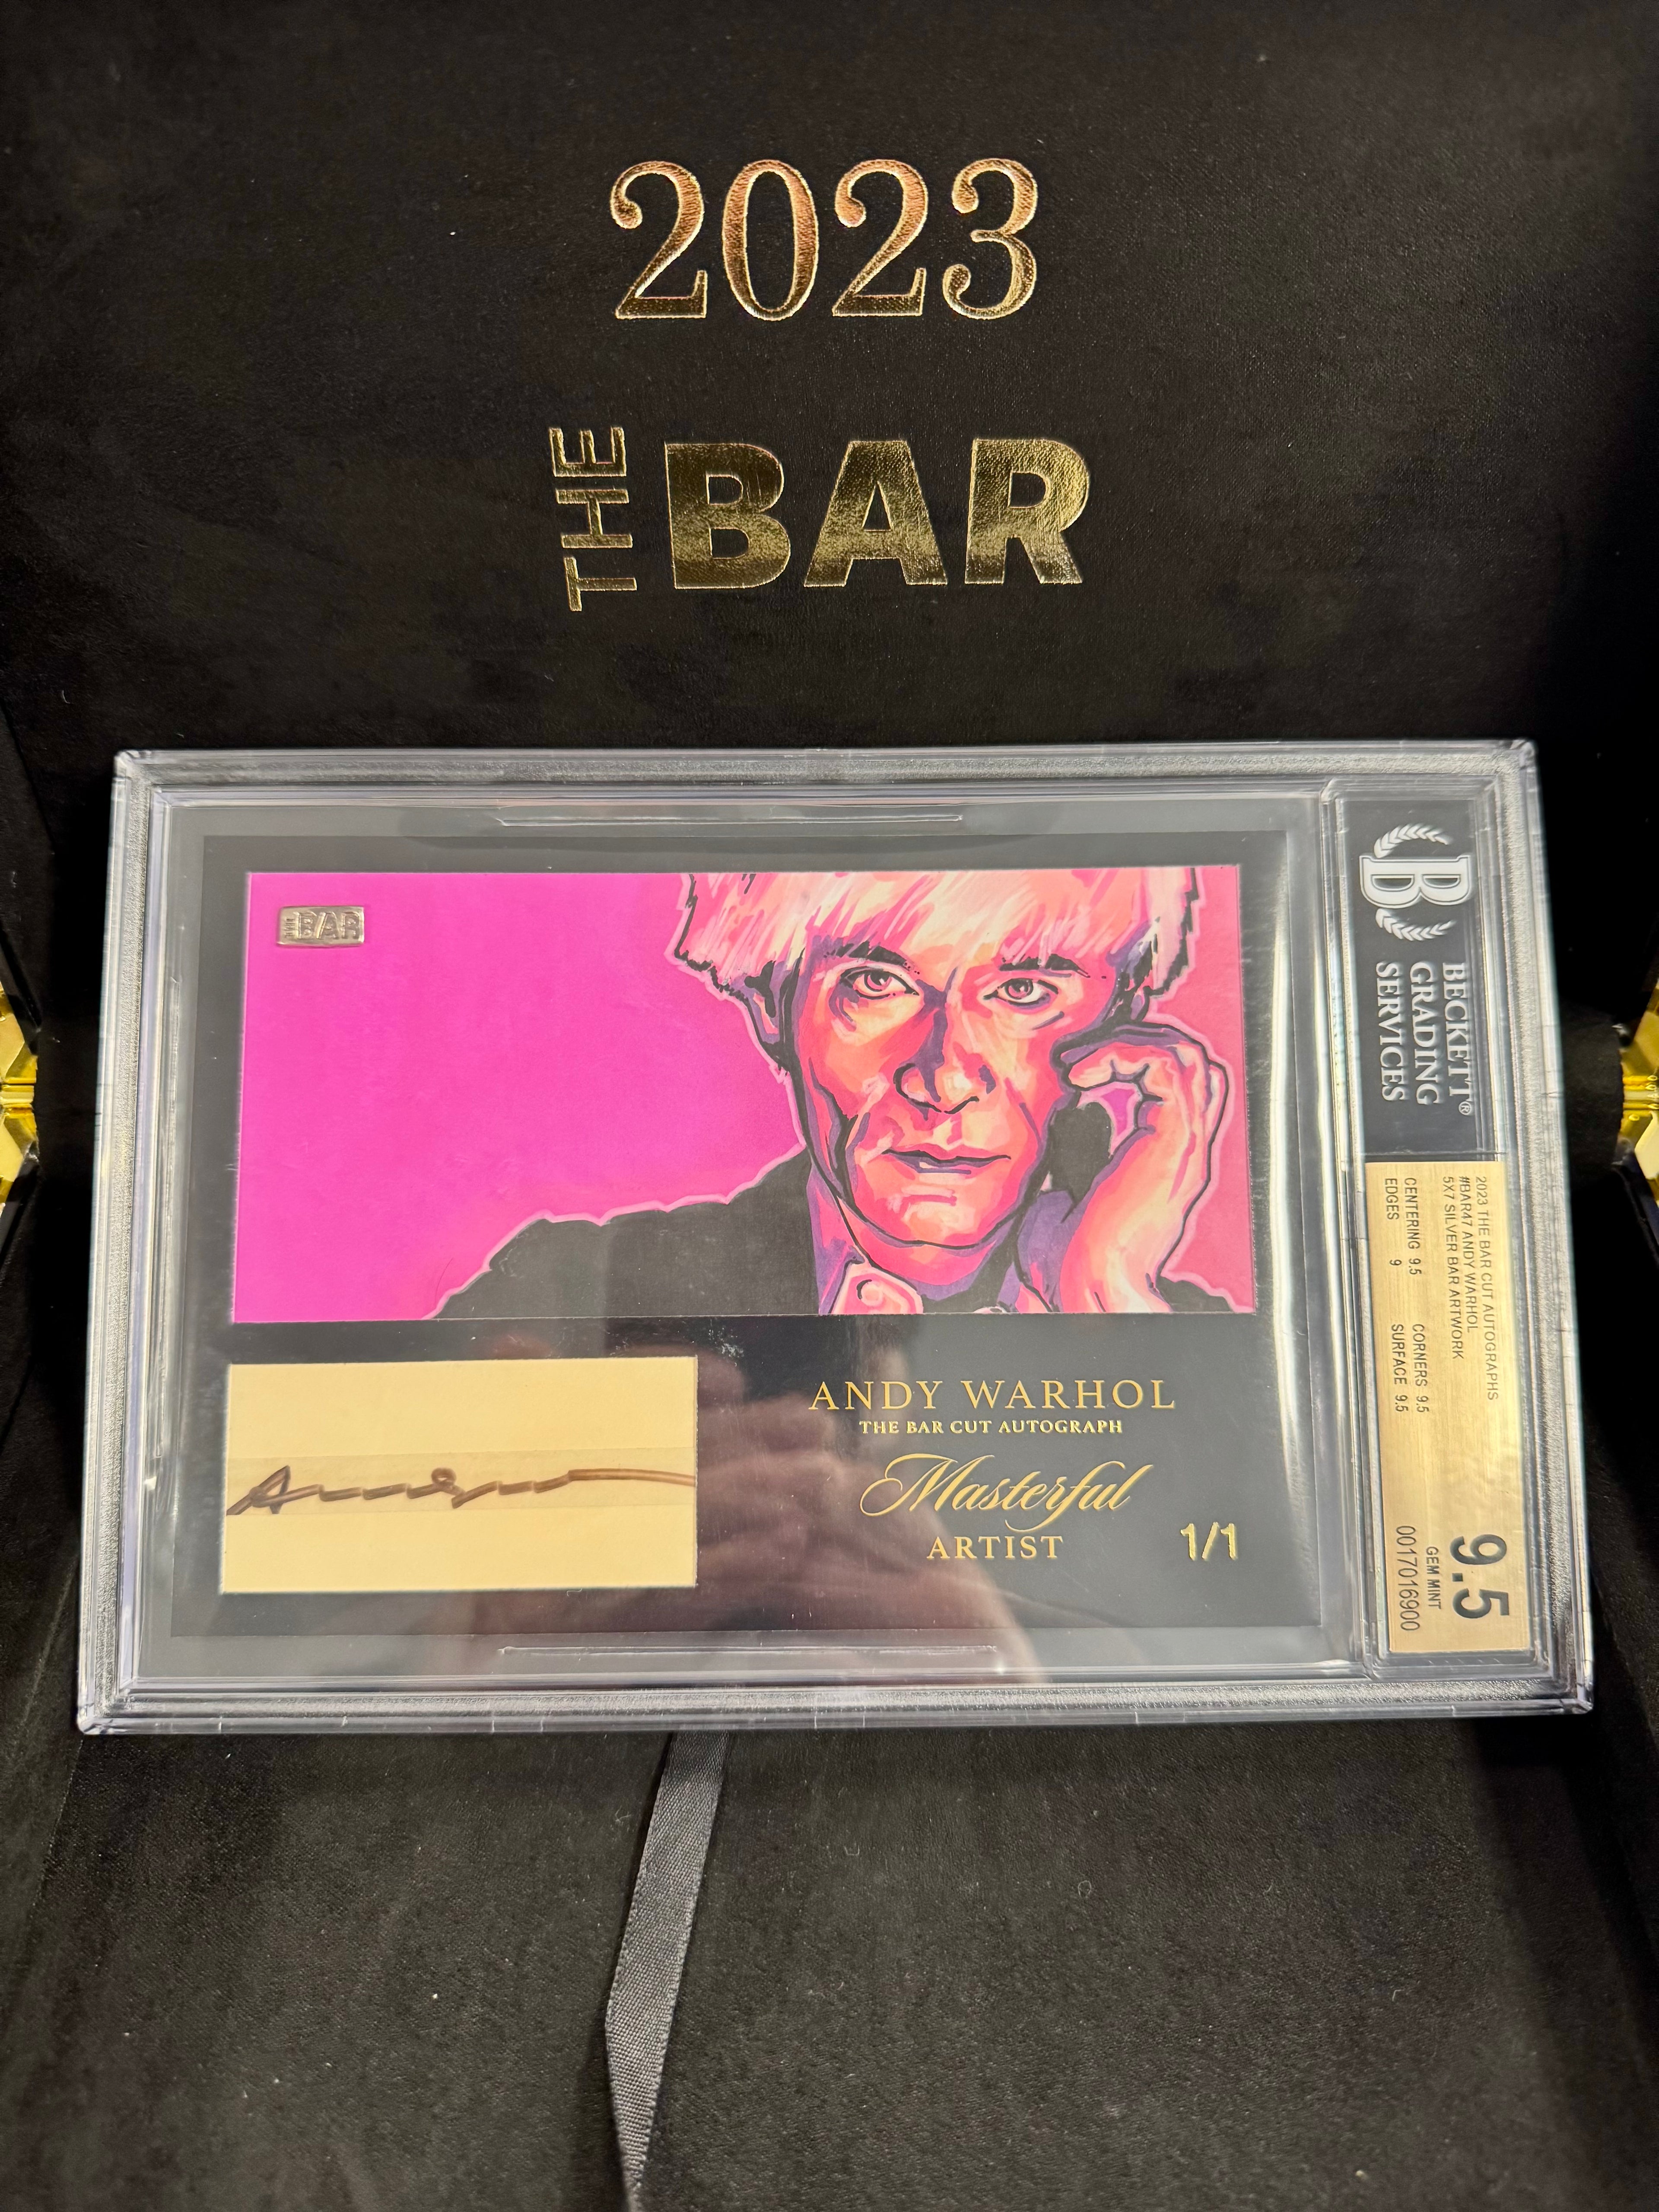 2023
THE BAR
THE BAR
ANDY WARHOL
THE BAR CUT AUTOGRAPH
Masterful
ARTIST
1/1
B
BECKETT®
GRADING
SERVICES
2023 THE BAR CUT AUTOGRAPHS
#BAR47 ANDY WARHOL
5X7 SILVER BAR ARTWORK
CENTERING 9.5 CORNERS 9.5
EDGES 9 SURFACE 9.5
9.5
GEM MINT
0017016900